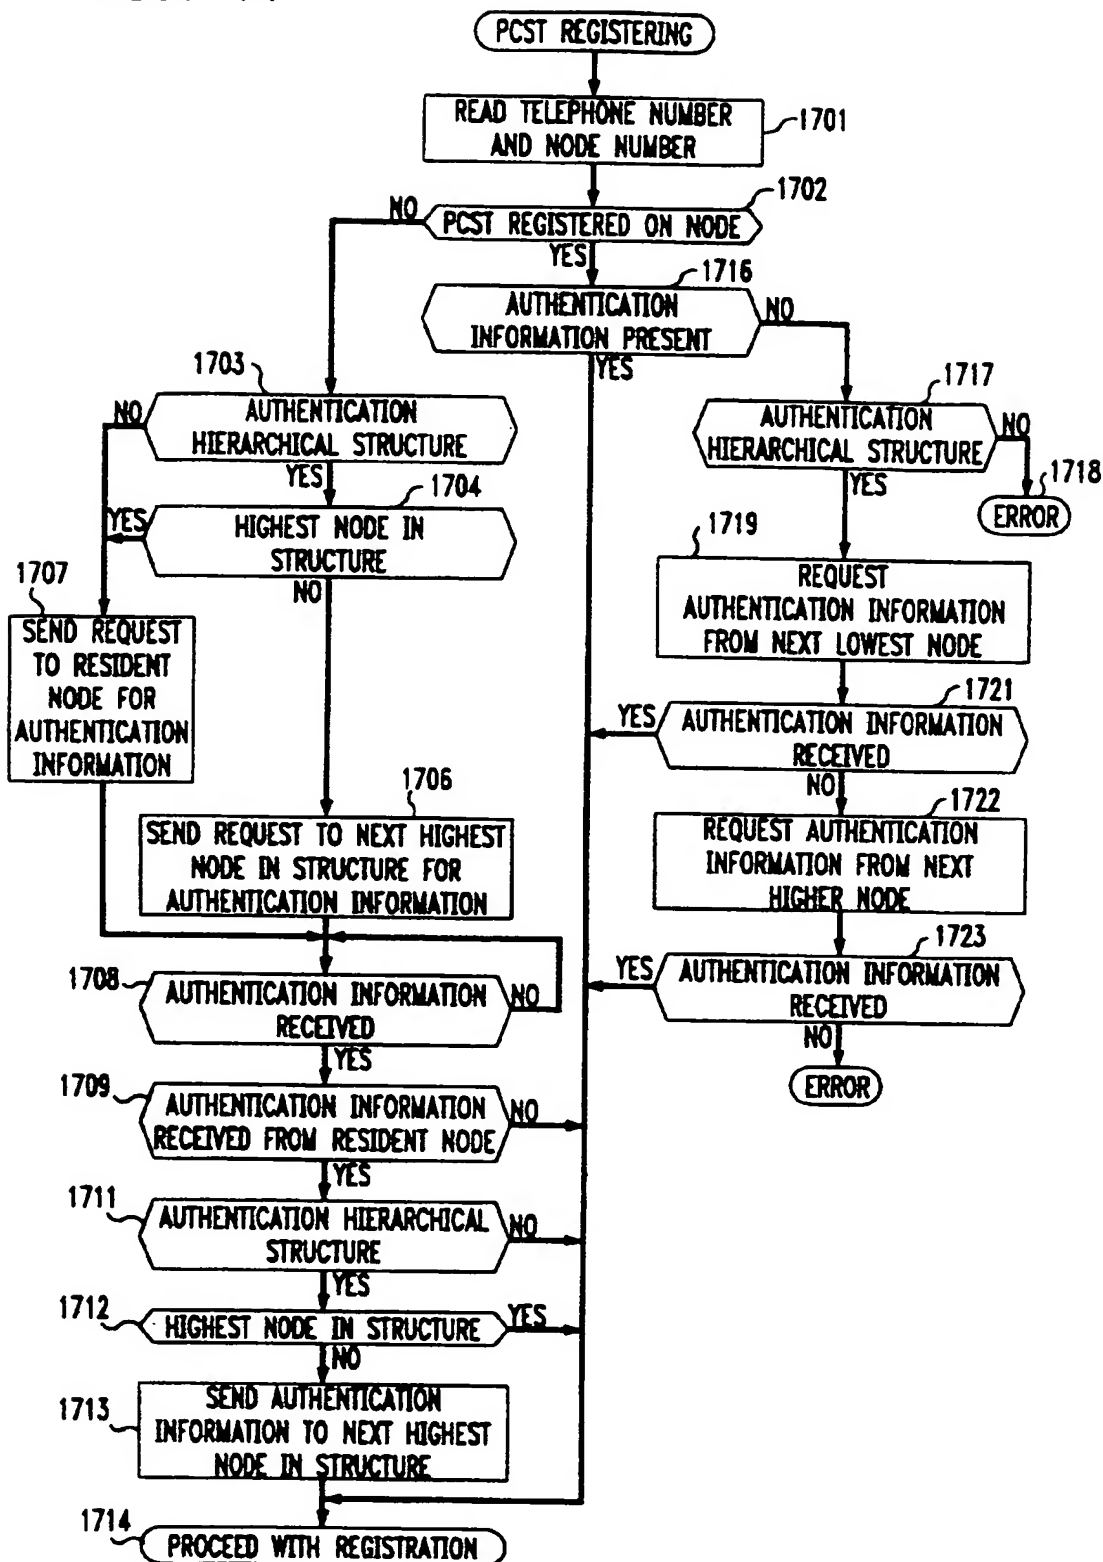 PCST REGISTERING
READ TELEPHONE NUMBER
AND NODE NUMBER
1701
1702
NO
PCST REGISTERED ON NODE
YES
1716
AUTHENTICATION
INFORMATION PRESENT
NO
YES
1703
AUTHENTICATION
HIERARCHICAL STRUCTURE
NO
YES
1704
HIGHEST NODE IN
STRUCTURE
YES
NO
1707
SEND REQUEST
TO RESIDENT
NODE FOR
AUTHENTICATION
INFORMATION
1706
SEND REQUEST TO NEXT HIGHEST
NODE IN STRUCTURE FOR
AUTHENTICATION INFORMATION
1708
AUTHENTICATION INFORMATION
RECEIVED
NO
YES
1709
AUTHENTICATION INFORMATION
RECEIVED FROM RESIDENT NODE
NO
YES
1711
AUTHENTICATION HIERARCHICAL
STRUCTURE
NO
YES
1712
HIGHEST NODE IN STRUCTURE
YES
NO
1713
SEND AUTHENTICATION
INFORMATION TO NEXT HIGHEST
NODE IN STRUCTURE
1714
PROCEED WITH REGISTRATION
1717
AUTHENTICATION
HIERARCHICAL STRUCTURE
NO
YES
1718
ERROR
1719
REQUEST
AUTHENTICATION INFORMATION
FROM NEXT LOWEST NODE
1721
YES
AUTHENTICATION INFORMATION
RECEIVED
NO
1722
REQUEST AUTHENTICATION
INFORMATION FROM NEXT
HIGHER NODE
1723
YES
AUTHENTICATION INFORMATION
RECEIVED
NO
ERROR